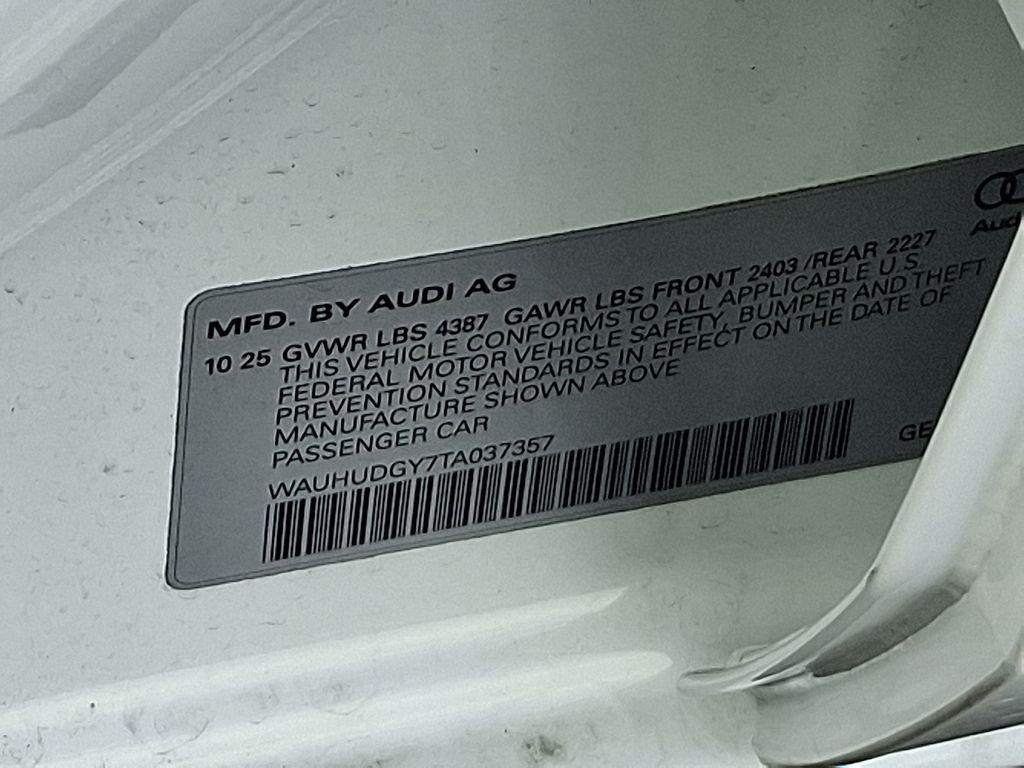 Audi
MFD. BY AUDI AG
10 25 GVWR LBS 4387 GAWR LBS FRONT 2403 /REAR 2227
THIS VEHICLE CONFORMS TO ALL APPLICABLE U.S.
FEDERAL MOTOR VEHICLE SAFETY, BUMPER AND THEFT
PREVENTION STANDARDS IN EFFECT ON THE DATE OF
MANUFACTURE SHOWN ABOVE
PASSENGER CAR
WAUHUDGY7TA037357
GE